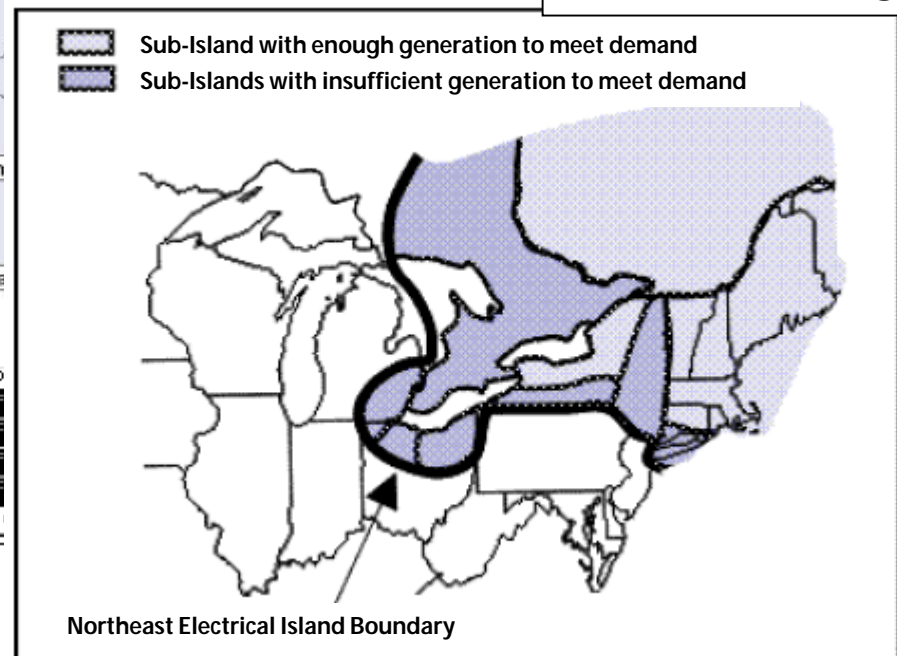 Sub-Island with enough generation to meet demand
Sub-Islands with insufficient generation to meet demand
Northeast Electrical Island Boundary